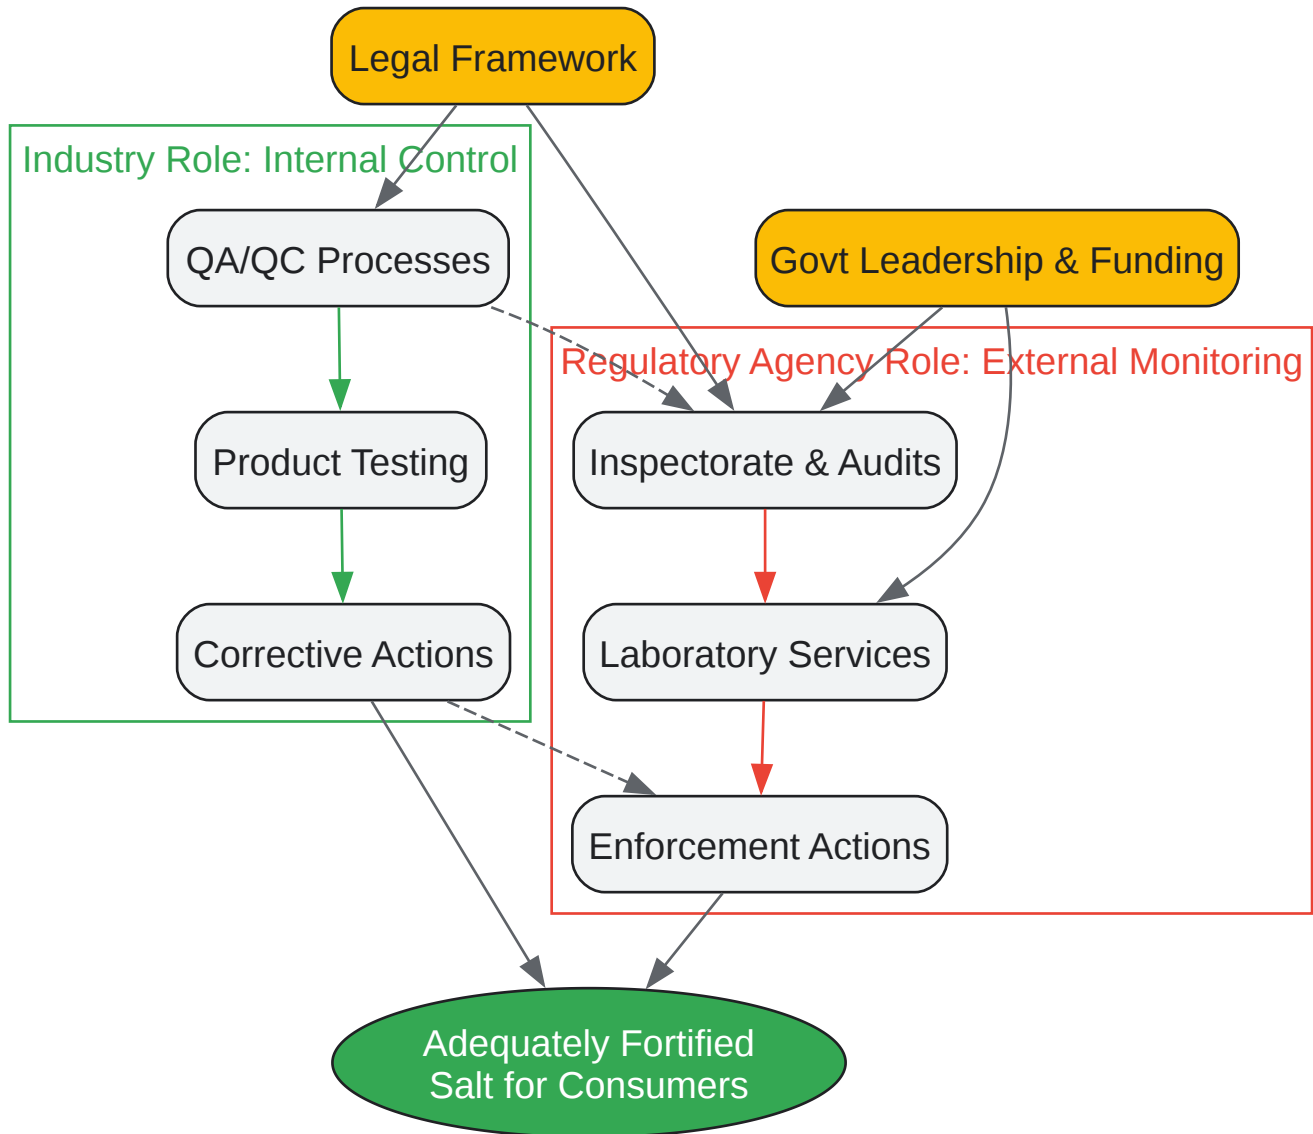 Legal Framework
Industry Role: Internal Control
QA/QC Processes
Govt Leadership & Funding
Regulatory Agency Role: External Monitoring
Product Testing
Inspectorate & Audits
Corrective Actions
Laboratory Services
Enforcement Actions
Adequately Fortified
Salt for Consumers